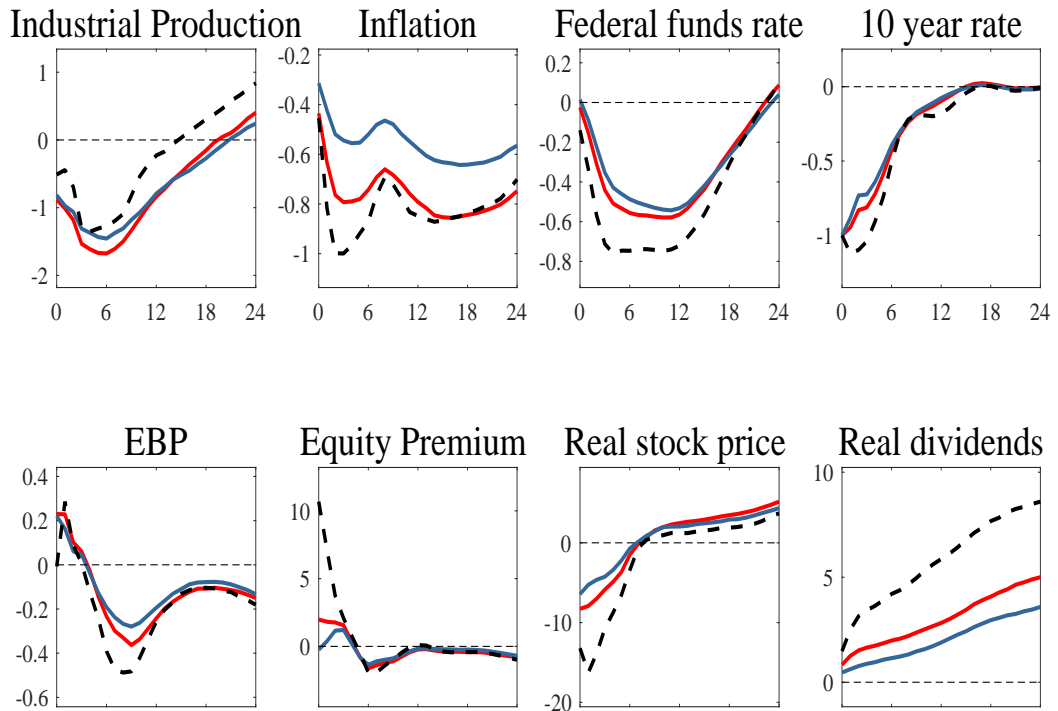 Industrial Production Inflation Federal funds rate 10 year rate
1 0 -1 -2
0 6 12 18 24
-0.2 -0.4 -0.6 -0.8 -1
0 6 12 18 24
0.2 0 -0.2 -0.4 -0.6 -0.8
0 6 12 18 24
0 -0.5 -1
0 6 12 18 24
EBP Equity Premium Real stock price Real dividends
0.4 0.2 0 -0.2 -0.4 -0.6
10 5 0
0 -10 -20
10 5 0